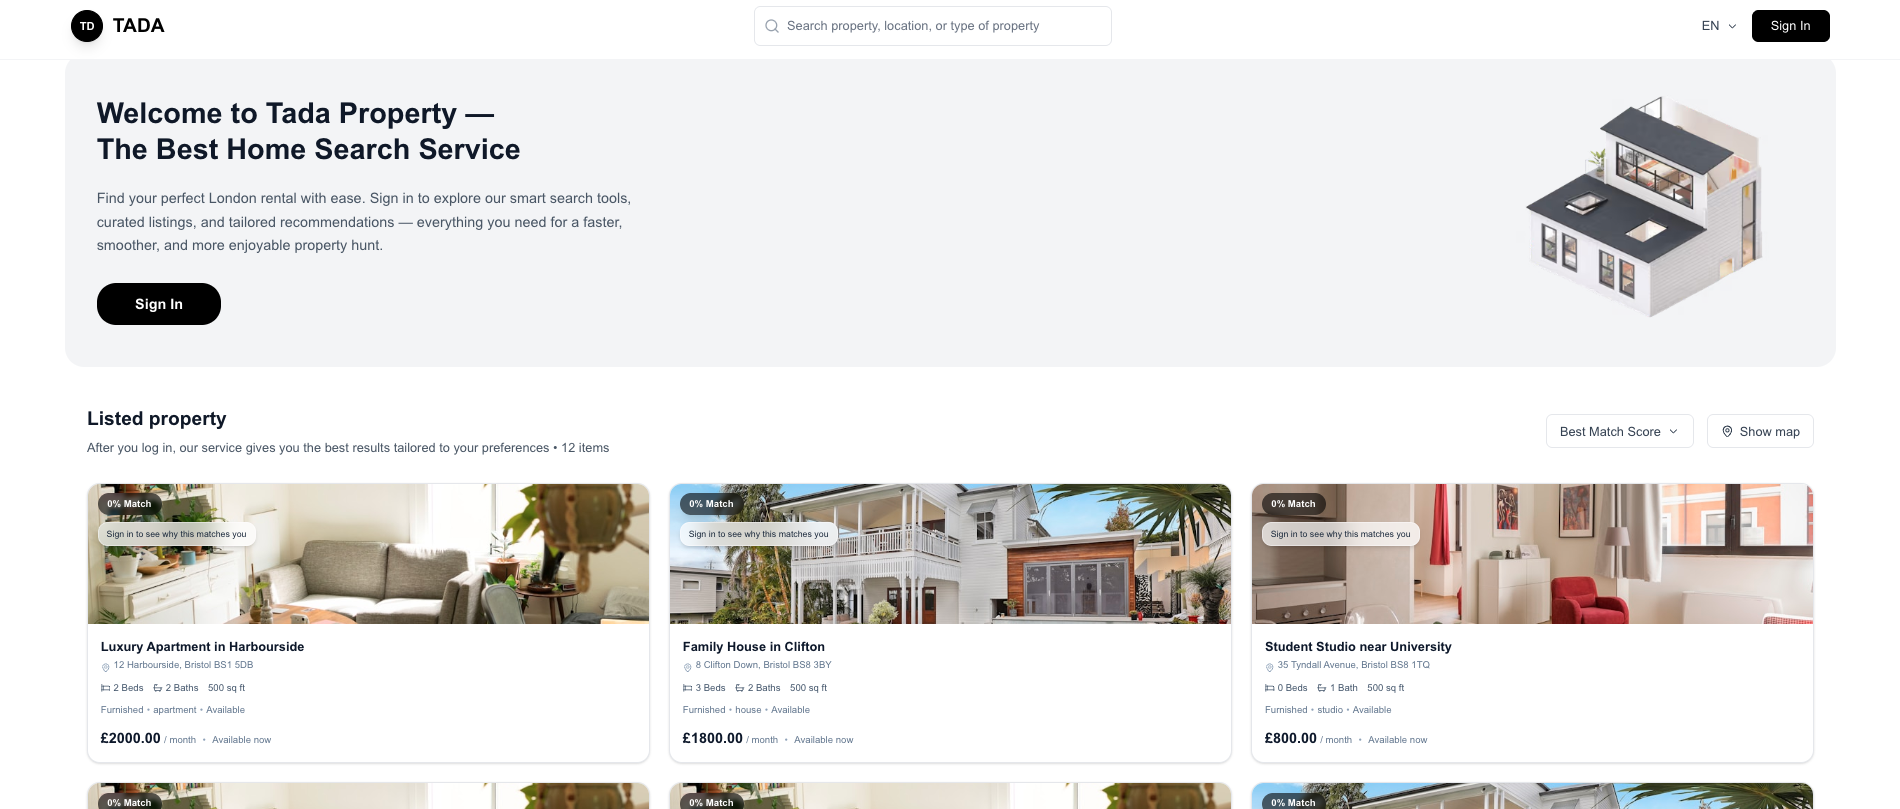 TD TADA
Search property, location, or type of property
EN
Sign In
Welcome to Tada Property —
The Best Home Search Service
Find your perfect London rental with ease. Sign in to explore our smart search tools,
curated listings, and tailored recommendations — everything you need for a faster,
smoother, and more enjoyable property hunt.
Sign In
Listed property
After you log in, our service gives you the best results tailored to your preferences • 12 items
Best Match Score
Show map
0% Match
Sign in to see why this matches you
Luxury Apartment in Harbourside
12 Harbourside, Bristol BS1 5DB
2 Beds 2 Baths 500 sq ft
Furnished • apartment • Available
£2000.00 / month • Available now
0% Match
Sign in to see why this matches you
Family House in Clifton
8 Clifton Down, Bristol BS8 3BY
3 Beds 2 Baths 500 sq ft
Furnished • house • Available
£1800.00 / month • Available now
0% Match
Sign in to see why this matches you
Student Studio near University
35 Tyndall Avenue, Bristol BS8 1TQ
0 Beds 1 Bath 500 sq ft
Furnished • studio • Available
£800.00 / month • Available now
0% Match
0% Match
0% Match